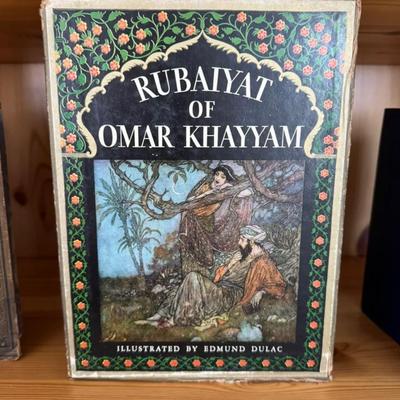 RUBAIYAT
OF
OMAR KHAYYAM
ILLUSTRATED BY EDMUND DULAC